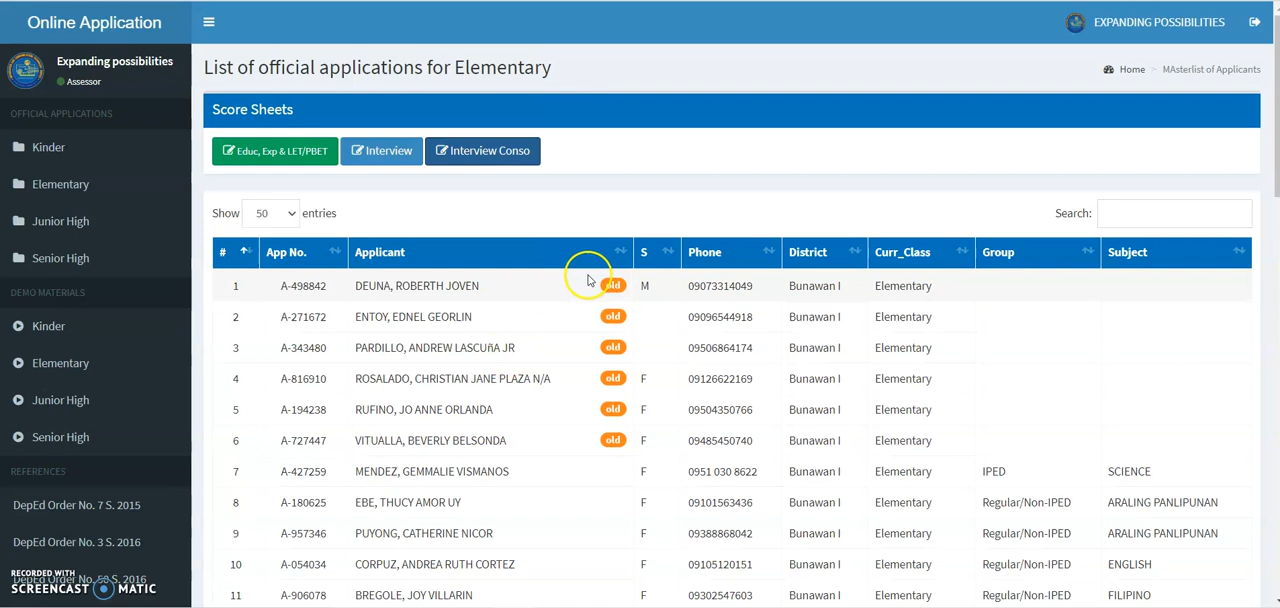 Online Application
EXPANDING POSSIBILITIES
Expanding possibilities
Assessor
OFFICIAL APPLICATIONS
Kinder
Elementary
Junior High
Senior High
DEMO MATERIALS
Kinder
Elementary
Junior High
Senior High
REFERENCES
DepEd Order No. 7 S. 2015
DepEd Order No. 3 S. 2016
DepEd Order No. 50 S. 2016
RECORDED WITH
SCREENCAST MATIC
List of official applications for Elementary
Home > MAsterlist of Applicants
Score Sheets
Educ, Exp & LET/PBET Interview Interview Conso
Show 50 entries Search:
# App No. Applicant S Phone District Curr_Class Group Subject
1 A-498842 DEUNA, ROBERTH JOVEN old M 09073314049 Bunawan I Elementary
2 A-271672 ENTOY, EDNEL GEORLIN old 09096544918 Bunawan I Elementary
3 A-343480 PARDILLO, ANDREW LASCUñA JR old 09506864174 Bunawan I Elementary
4 A-816910 ROSALADO, CHRISTIAN JANE PLAZA N/A old F 09126622169 Bunawan I Elementary
5 A-194238 RUFINO, JO ANNE ORLANDA old F 09504350766 Bunawan I Elementary
6 A-727447 VITUALLA, BEVERLY BELSONDA old F 09485450740 Bunawan I Elementary
7 A-427259 MENDEZ, GEMMALIE VISMANOS F 0951 030 8622 Bunawan I Elementary IPED SCIENCE
8 A-180625 EBE, THUCY AMOR UY F 09101563436 Bunawan I Elementary Regular/Non-IPED ARALING PANLIPUNAN
9 A-957346 PUYONG, CATHERINE NICOR F 09388868042 Bunawan I Elementary Regular/Non-IPED ARALING PANLIPUNAN
10 A-054034 CORPUZ, ANDREA RUTH CORTEZ F 09105120151 Bunawan I Elementary Regular/Non-IPED ENGLISH
11 A-906078 BREGOLE, JOY VILLARIN F 09302547603 Bunawan I Elementary Regular/Non-IPED FILIPINO